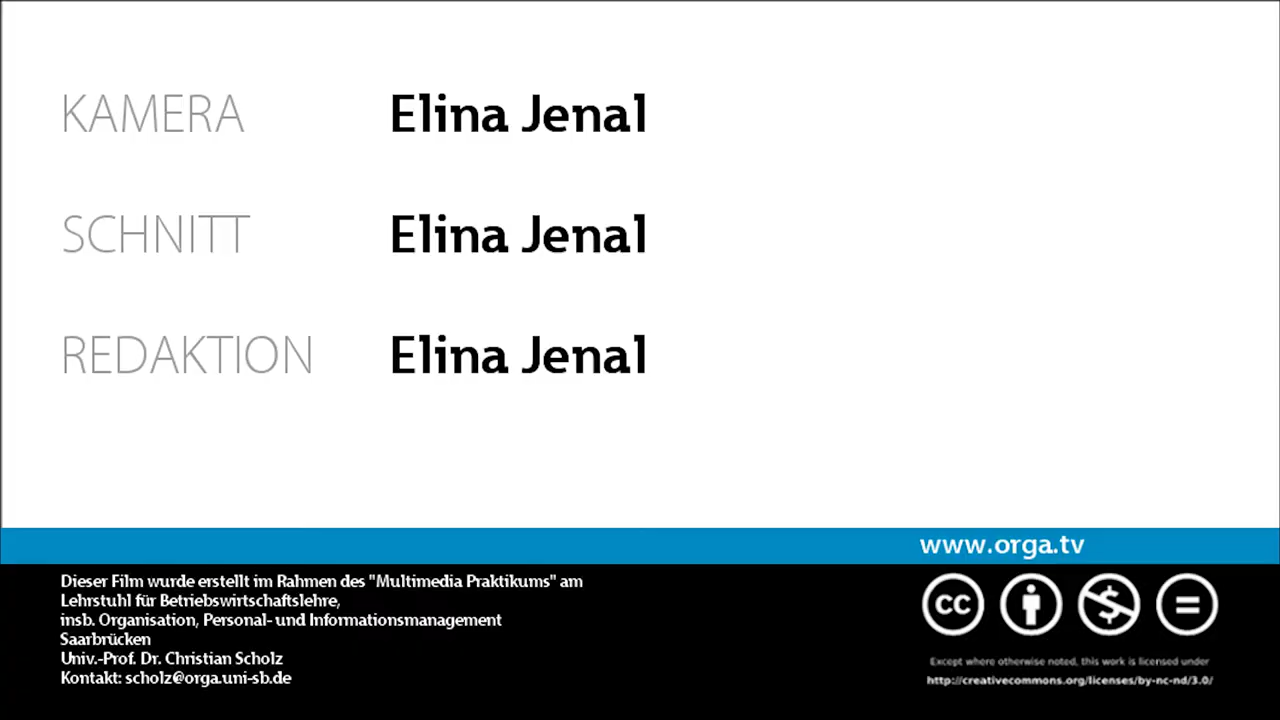 KAMERA Elina Jenal
SCHNITT Elina Jenal
REDAKTION Elina Jenal
www.orga.tv
Dieser Film wurde erstellt im Rahmen des "Multimedia Praktikums" am
Lehrstuhl für Betriebswirtschaftslehre,
insb. Organisation, Personal- und Informationsmanagement
Saarbrücken
Univ.-Prof. Dr. Christian Scholz
Kontakt: scholz@orga.uni-sb.de
cc
Except where otherwise noted, this work is licensed under
http://creativecommons.org/licenses/by-nc-nd/3.0/